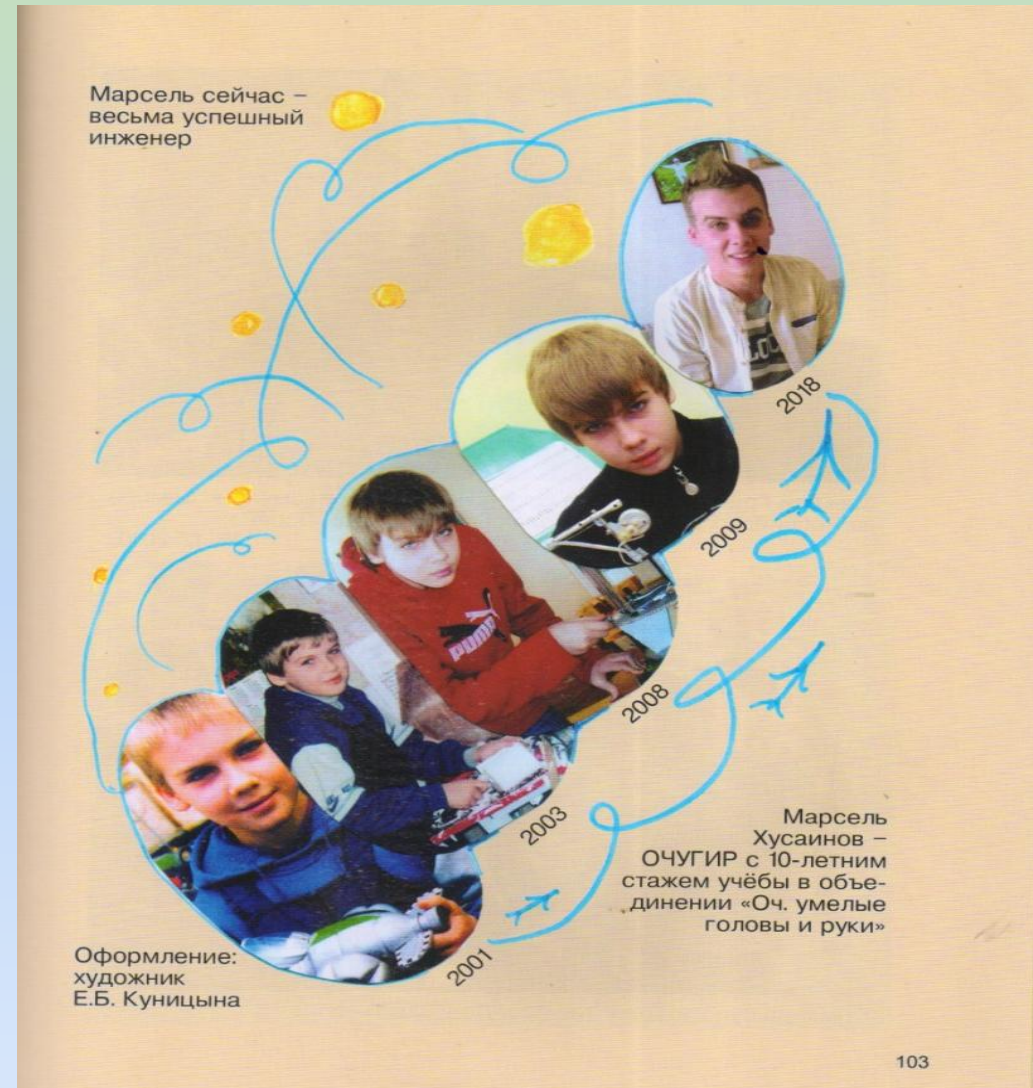 Марсель сейчас –
весьма успешный
инженер
2018
2009
PUMA
2008
2003
2001
Марсель
Хусаинов –
ОЧУГИР с 10-летним
стажем учёбы в объе-
динении «Оч. умелые
головы и руки»
Оформление:
художник
Е.Б. Куницына
103